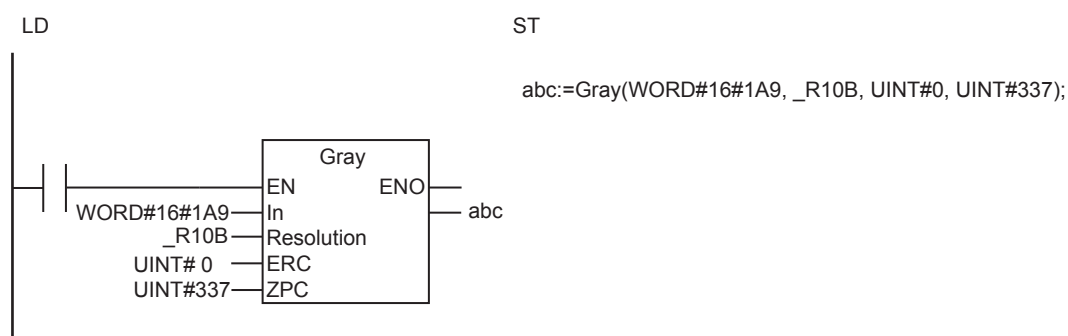 LD ST
abc:=Gray(WORD#16#1A9, _R10B, UINT#0, UINT#337);
Gray
EN ENO
WORD#16#1A9 In abc
_R10B Resolution
UINT# 0 ERC
UINT#337 ZPC